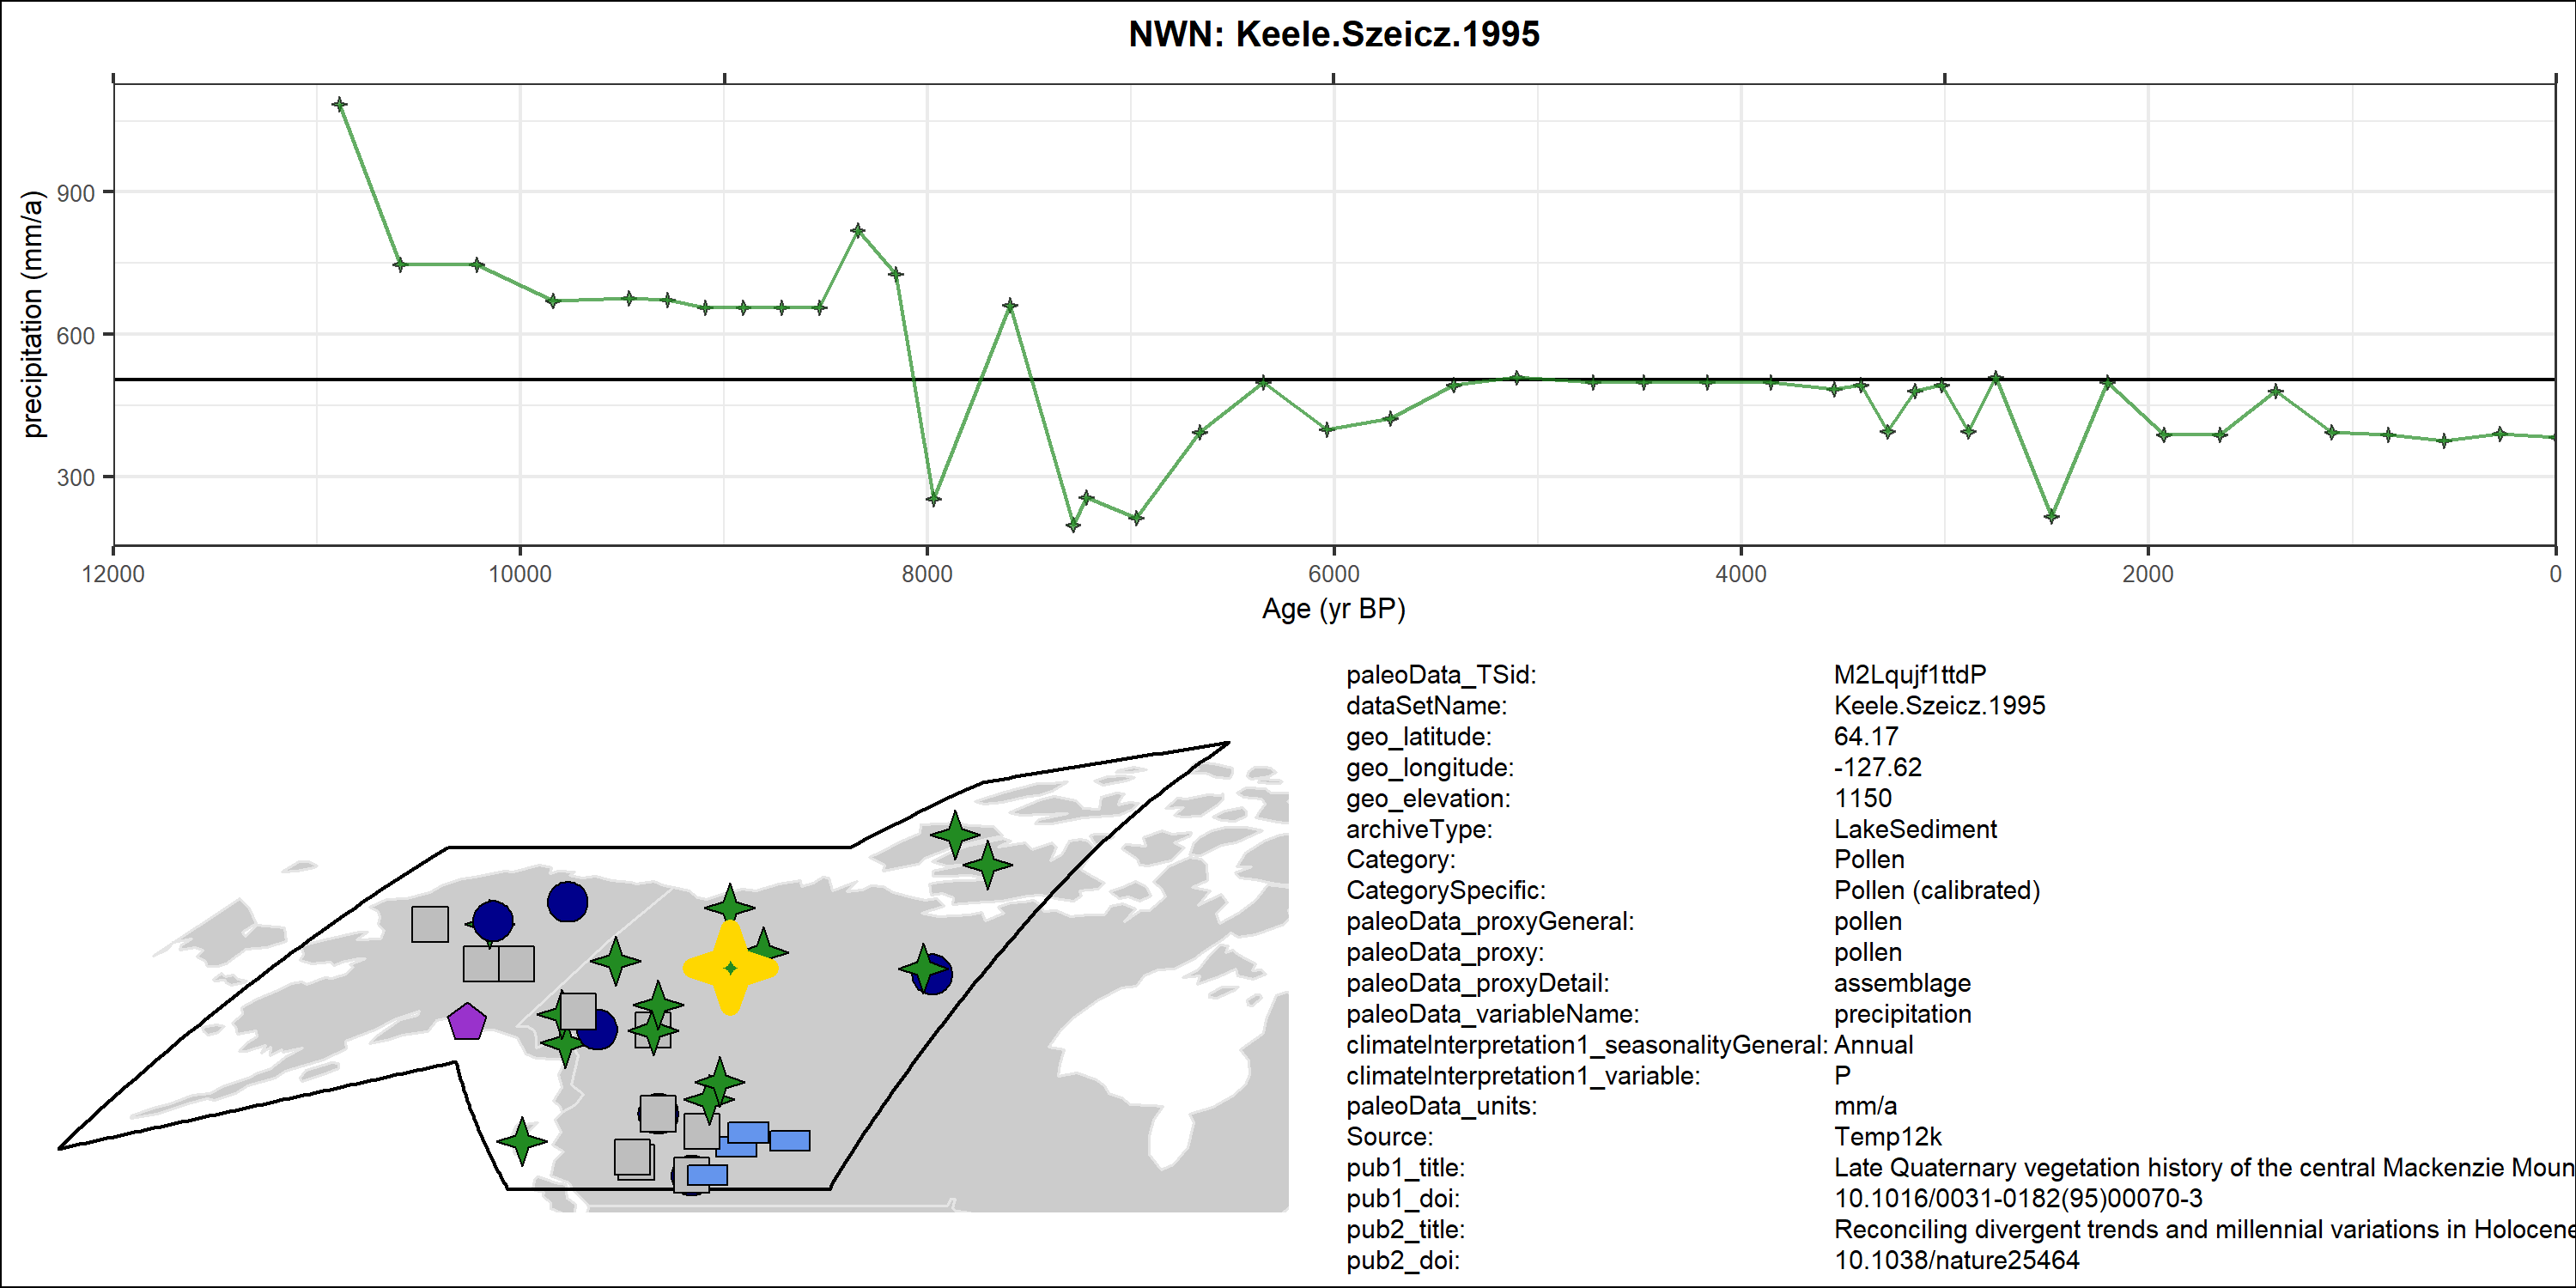 NWN: Keele.Szeicz.1995
precipitation (mm/a)
900
600
300
12000 10000 8000 6000 4000 2000 0
Age (yr BP)
paleoData_TSid: M2Lqujf1ttdP
dataSetName: Keele.Szeicz.1995
geo_latitude: 64.17
geo_longitude: -127.62
geo_elevation: 1150
archiveType: LakeSediment
Category: Pollen
CategorySpecific: Pollen (calibrated)
paleoData_proxyGeneral: pollen
paleoData_proxy: pollen
paleoData_proxyDetail: assemblage
paleoData_variableName: precipitation
climateInterpretation1_seasonalityGeneral: Annual
climateInterpretation1_variable: P
paleoData_units: mm/a
Source: Temp12k
pub1_title: Late Quaternary vegetation history of the central Mackenzie Moun
pub1_doi: 10.1016/0031-0182(95)00070-3
pub2_title: Reconciling divergent trends and millennial variations in Holocene
pub2_doi: 10.1038/nature25464